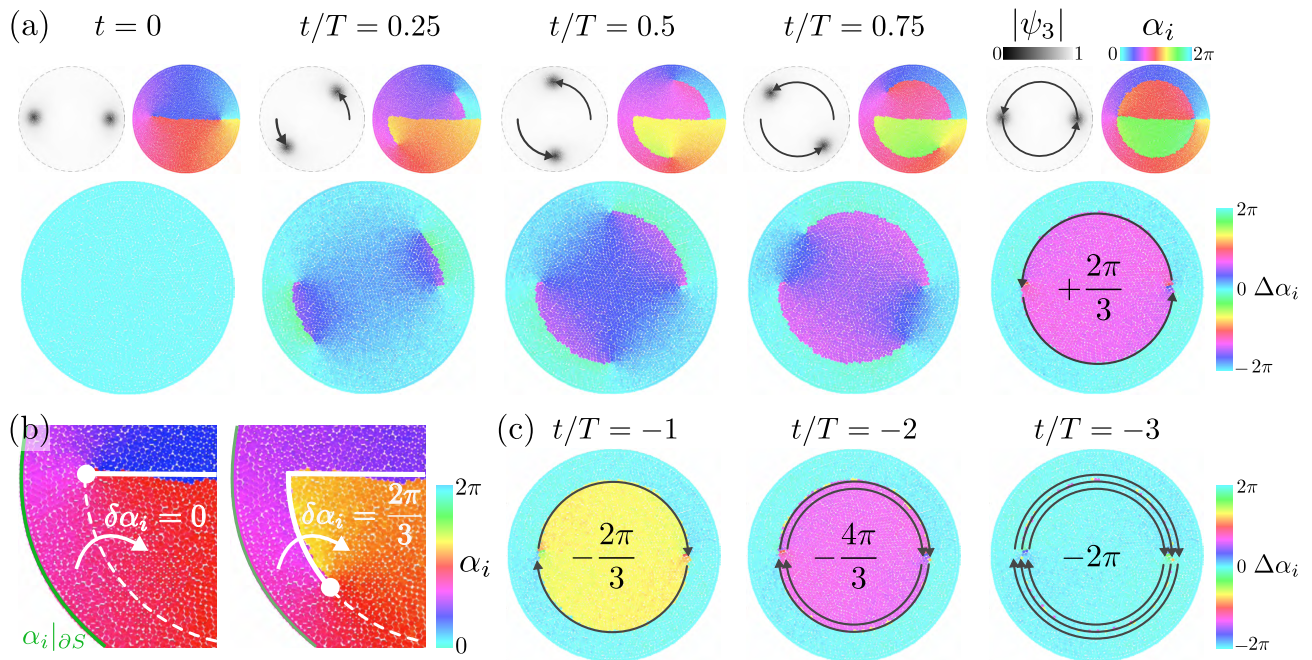 (a) t = 0 t/T = 0.25 t/T = 0.5 t/T = 0.75 |ψ₃| αᵢ
0 1 0 2π
+2π/3
2π
0 Δαᵢ
−2π
(b)
δαᵢ = 0
αᵢ|∂S
δαᵢ = 2π/3
2π
αᵢ
0
(c) t/T = −1 t/T = −2 t/T = −3
−2π/3 −4π/3 −2π
2π
0 Δαᵢ
−2π